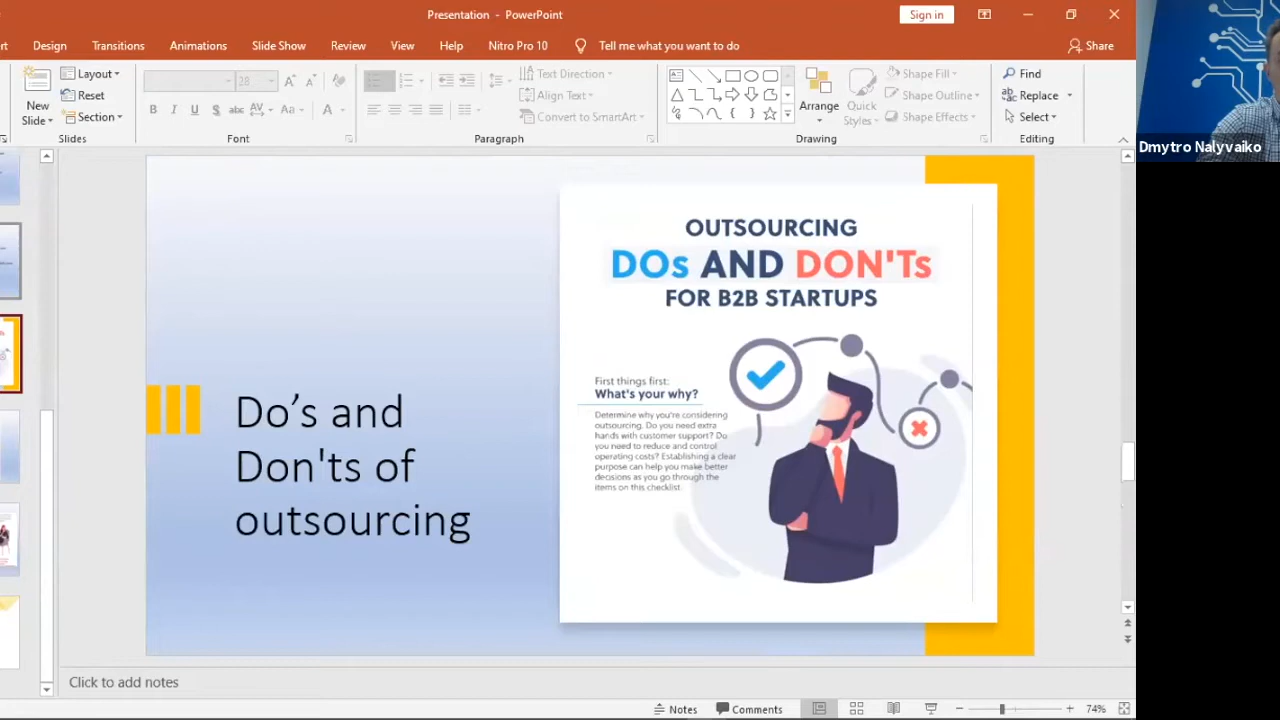 Presentation - PowerPoint
Sign in
Design Transitions Animations Slide Show Review View Help Nitro Pro 10 Tell me what you want to do Share
New Slide
Layout
Reset
Section
Slides
28
B I U S abc AV Aa A
Font
Text Direction
Align Text
Convert to SmartArt
Paragraph
Arrange
Quick Styles
Shape Fill
Shape Outline
Shape Effects
Drawing
Find
Replace
Select
Editing
Dmytro Nalyvaiko
Do’s and
Don'ts of
outsourcing
OUTSOURCING
DOs AND DON'Ts
FOR B2B STARTUPS
First things first:
What's your why?
Determine why you're considering
outsourcing. Do you need extra
hands with customer support? Do
you need to reduce and control
operating costs? Establishing a clear
purpose can help you make better
decisions as you go through the
items on this checklist.
Click to add notes
Notes Comments 74%